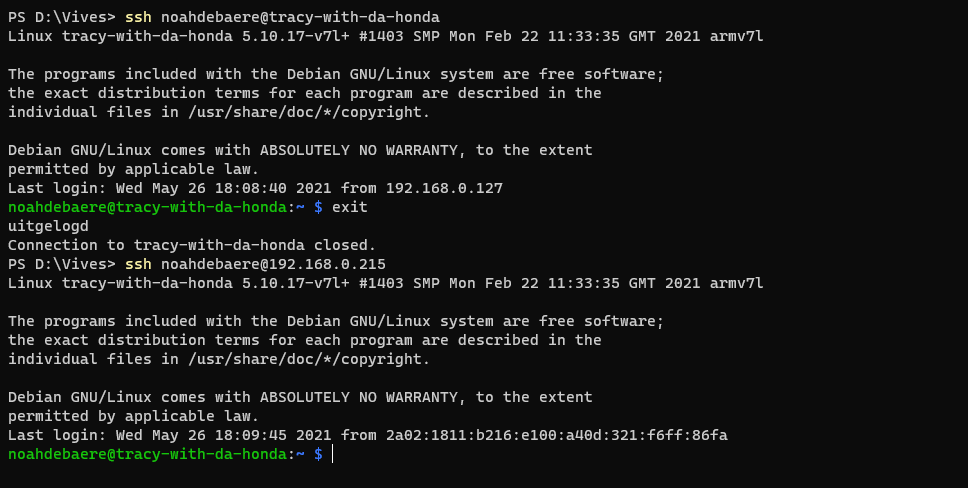 PS D:\Vives> ssh noahdebaere@tracy-with-da-honda
Linux tracy-with-da-honda 5.10.17-v7l+ #1403 SMP Mon Feb 22 11:33:35 GMT 2021 armv7l
The programs included with the Debian GNU/Linux system are free software;
the exact distribution terms for each program are described in the
individual files in /usr/share/doc/*/copyright.
Debian GNU/Linux comes with ABSOLUTELY NO WARRANTY, to the extent
permitted by applicable law.
Last login: Wed May 26 18:08:40 2021 from 192.168.0.127
noahdebaere@tracy-with-da-honda:~ $ exit
uitgelogd
Connection to tracy-with-da-honda closed.
PS D:\Vives> ssh noahdebaere@192.168.0.215
Linux tracy-with-da-honda 5.10.17-v7l+ #1403 SMP Mon Feb 22 11:33:35 GMT 2021 armv7l
The programs included with the Debian GNU/Linux system are free software;
the exact distribution terms for each program are described in the
individual files in /usr/share/doc/*/copyright.
Debian GNU/Linux comes with ABSOLUTELY NO WARRANTY, to the extent
permitted by applicable law.
Last login: Wed May 26 18:09:45 2021 from 2a02:1811:b216:e100:a40d:321:f6ff:86fa
noahdebaere@tracy-with-da-honda:~ $